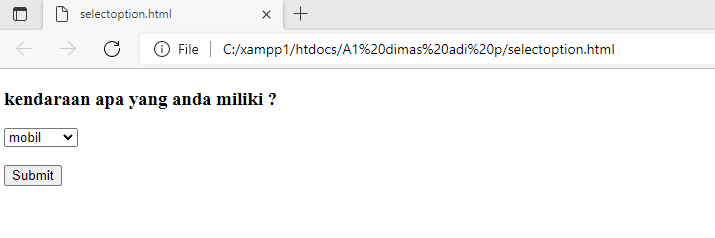 selectoption.html
File | C:/xampp1/htdocs/A1%20dimas%20adi%20p/selectoption.html
kendaraan apa yang anda miliki ?
mobil
Submit